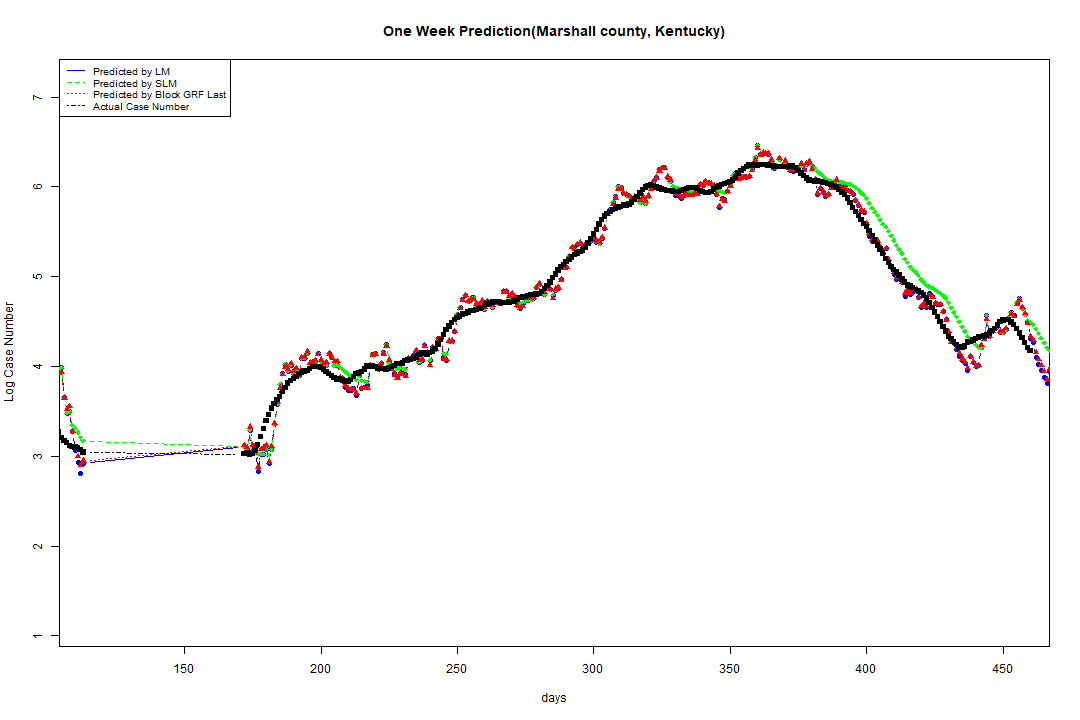 One Week Prediction(Marshall county, Kentucky)
Predicted by LM
Predicted by SLM
Predicted by Block GRF Last
Actual Case Number
7
6
5
4
3
2
1
Log Case Number
150 200 250 300 350 400 450
days